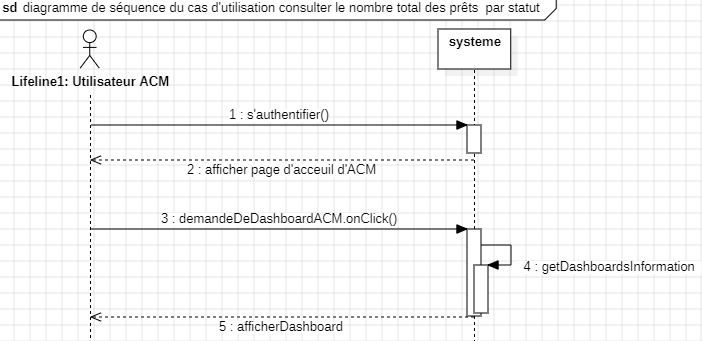 sd diagramme de séquence du cas d'utilisation consulter le nombre total des prêts par statut
systeme
Lifeline1: Utilisateur ACM
1 : s'authentifier()
2 : afficher page d'acceuil d'ACM
3 : demandeDeDashboardACM.onClick()
4 : getDashboardsInformation
5 : afficherDashboard